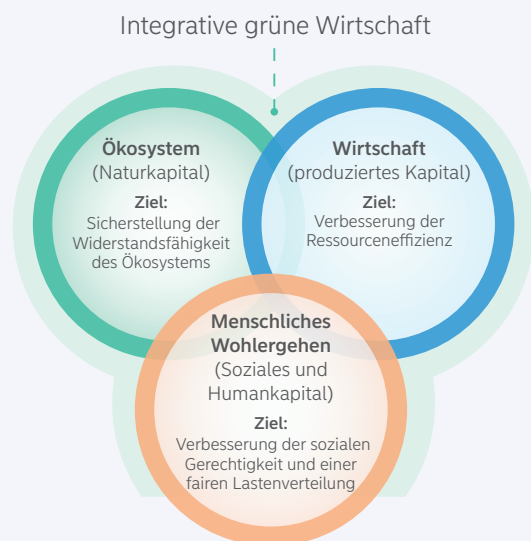 Integrative grüne Wirtschaft
Ökosystem
(Naturkapital)
Ziel:
Sicherstellung der
Widerstandsfähigkeit
des Ökosystems
Wirtschaft
(produziertes Kapital)
Ziel:
Verbesserung der
Ressourceneffizienz
Menschliches
Wohlergehen
(Soziales und
Humankapital)
Ziel:
Verbesserung der sozialen
Gerechtigkeit und einer
fairen Lastenverteilung